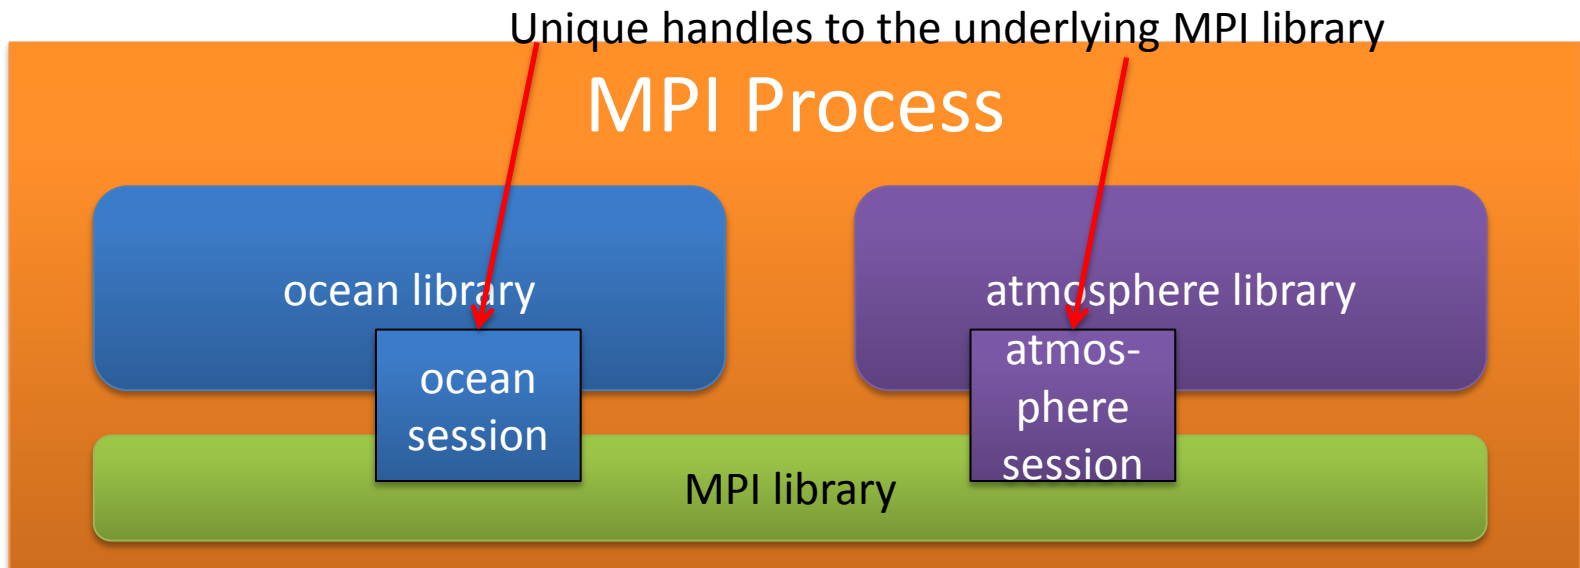 Unique handles to the underlying MPI library
MPI Process
ocean library
atmosphere library
ocean
session
atmos-
phere
session
MPI library